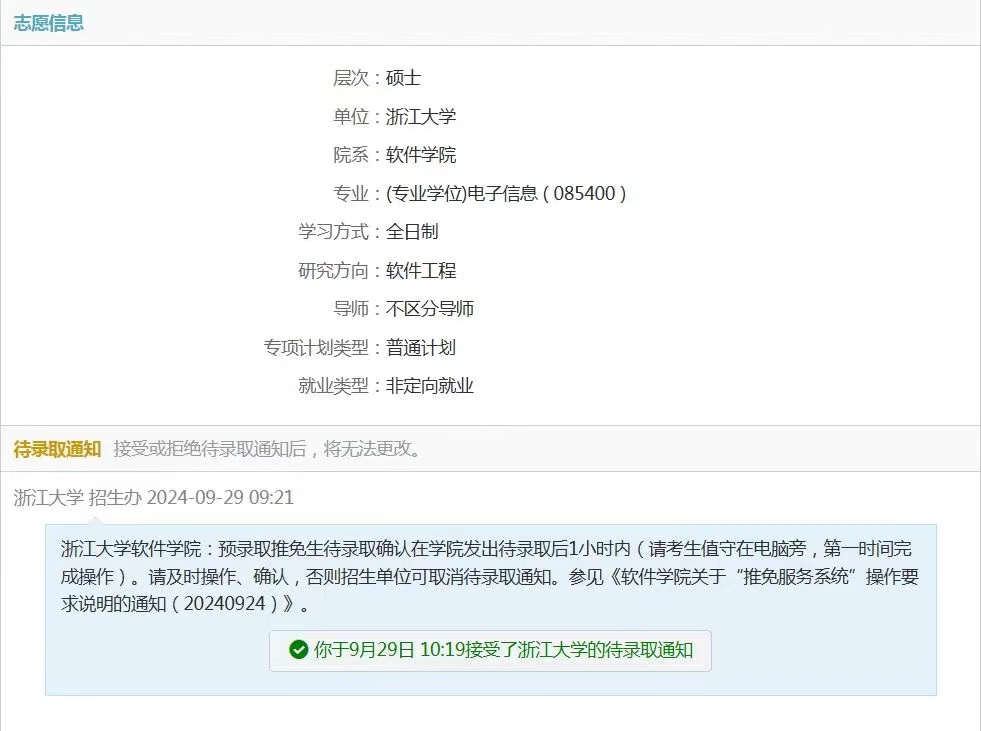 志愿信息
层次：硕士
单位：浙江大学
院系：软件学院
专业：(专业学位)电子信息（085400）
学习方式：全日制
研究方向：软件工程
导师：不区分导师
专项计划类型：普通计划
就业类型：非定向就业
待录取通知 接受或拒绝待录取通知后，将无法更改。
浙江大学 招生办 2024-09-29 09:21
浙江大学软件学院：预录取推免生待录取确认在学院发出待录取后1小时内（请考生值守在电脑旁，第一时间完
成操作）。请及时操作、确认，否则招生单位可取消待录取通知。参见《软件学院关于“推免服务系统”操作要
求说明的通知（20240924）》。
你于9月29日 10:19接受了浙江大学的待录取通知